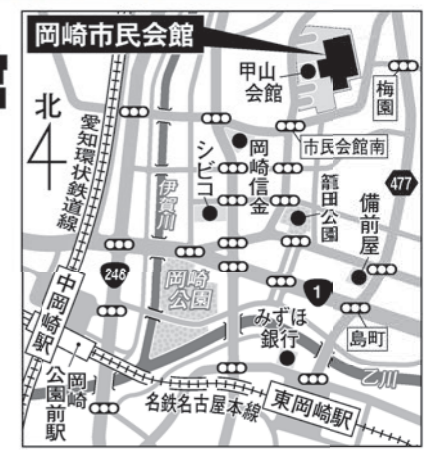 岡崎市民会館
甲山
会館
梅園
北
愛知環状鉄道線
シビコ
岡崎信金
市民会館南
伊賀川
籠田公園
備前屋
477
248
岡崎
公園
1
中岡崎駅
みずほ
銀行
島町
岡崎
公園前駅
乙川
名鉄名古屋本線
東岡崎駅